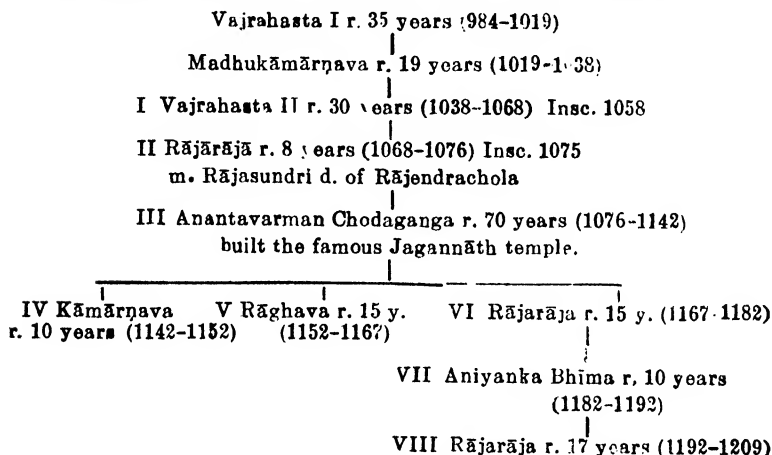 Vajrahasta I r. 35 years (984-1019)
Madhukāmārṇava r. 19 years (1019-1038)
I Vajrahasta II r. 30 years (1038-1068) Insc. 1058
II Rājārājā r. 8 years (1068-1076) Insc. 1075
m. Rājasundri d. of Rājendrachola
III Anantavarman Chodaganga r. 70 years (1076-1142)
built the famous Jagannāth temple.
IV Kāmārṇava V Rāghava r. 15 y. VI Rājarāja r. 15 y. (1167-1182)
r. 10 years (1142-1152) (1152-1167)
VII Aniyanka Bhīma r. 10 years
(1182-1192)
VIII Rājarāja r. 17 years (1192-1209)